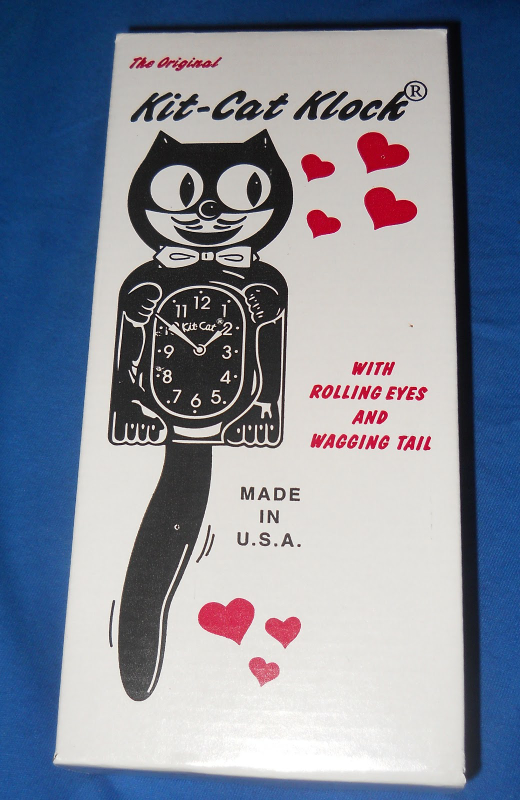 The Original
Kit-Cat Klock®
12
11
10
Kit Cat®
2
9
3
8
4
7
6
5
WITH
ROLLING EYES
AND
WAGGING TAIL
MADE
IN
U.S.A.